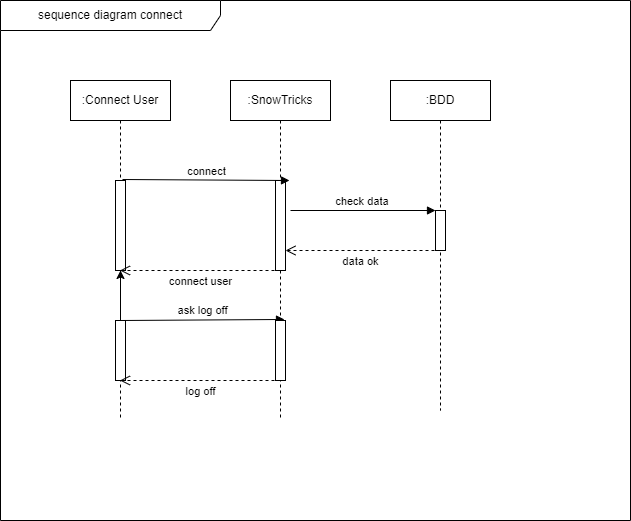 sequence diagram connect
:Connect User
:SnowTricks
:BDD
connect
check data
data ok
connect user
ask log off
log off